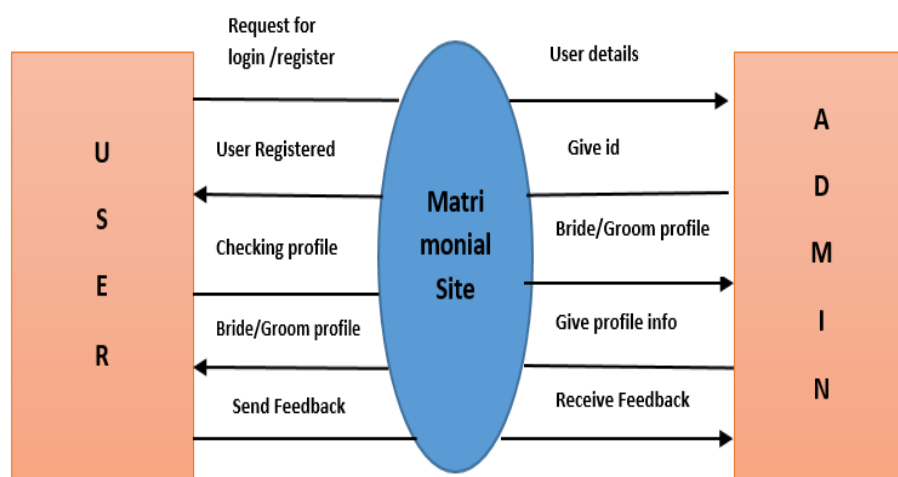 Request for
login /register
User details
U
S
E
R
User Registered
Give id
Checking profile
Bride/Groom profile
Bride/Groom profile
Give profile info
Send Feedback
Receive Feedback
Matri
monial
Site
A
D
M
I
N